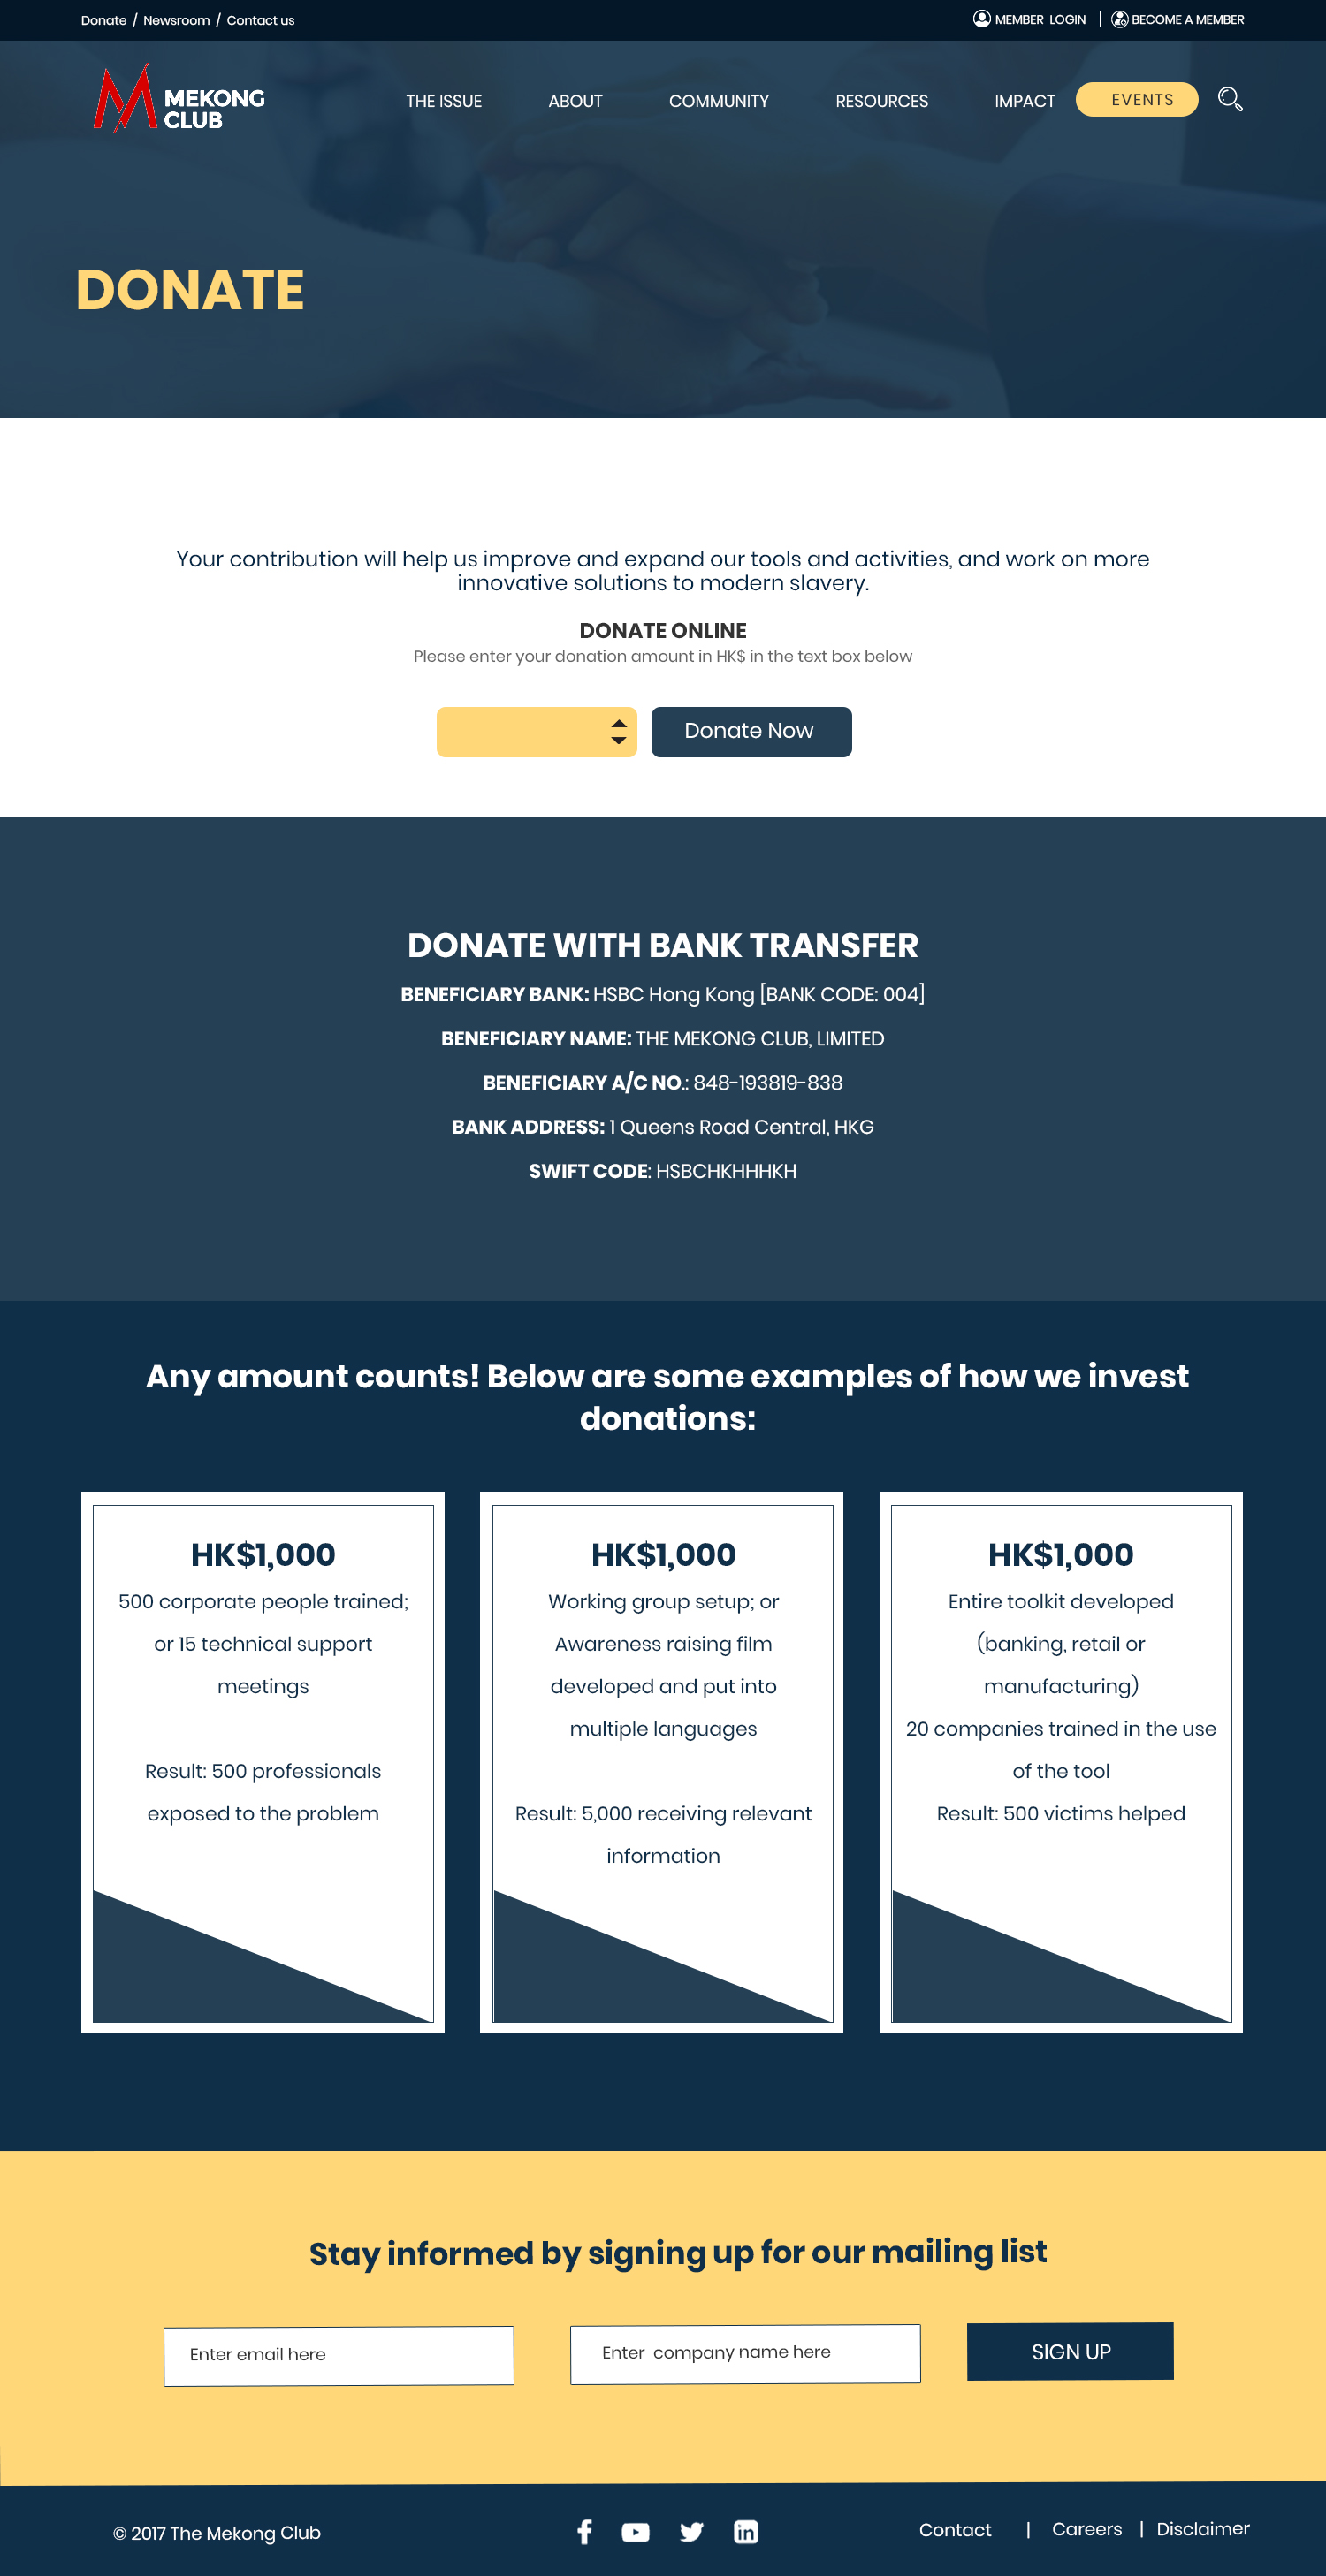 Donate / Newsroom / Contact us
MEMBER LOGIN | BECOME A MEMBER
MEKONG
CLUB
THE ISSUE ABOUT COMMUNITY RESOURCES IMPACT EVENTS
DONATE
Your contribution will help us improve and expand our tools and activities, and work on more
innovative solutions to modern slavery.
DONATE ONLINE
Please enter your donation amount in HK$ in the text box below
Donate Now
DONATE WITH BANK TRANSFER
BENEFICIARY BANK: HSBC Hong Kong [BANK CODE: 004]
BENEFICIARY NAME: THE MEKONG CLUB, LIMITED
BENEFICIARY A/C NO.: 848-193819-838
BANK ADDRESS: 1 Queens Road Central, HKG
SWIFT CODE: HSBCHKHHHKH
Any amount counts! Below are some examples of how we invest
donations:
HK$1,000
500 corporate people trained;
or 15 technical support
meetings
Result: 500 professionals
exposed to the problem
HK$1,000
Working group setup; or
Awareness raising film
developed and put into
multiple languages
Result: 5,000 receiving relevant
information
HK$1,000
Entire toolkit developed
(banking, retail or
manufacturing)
20 companies trained in the use
of the tool
Result: 500 victims helped
Stay informed by signing up for our mailing list
Enter email here
Enter company name here
SIGN UP
© 2017 The Mekong Club
in
Contact | Careers | Disclaimer